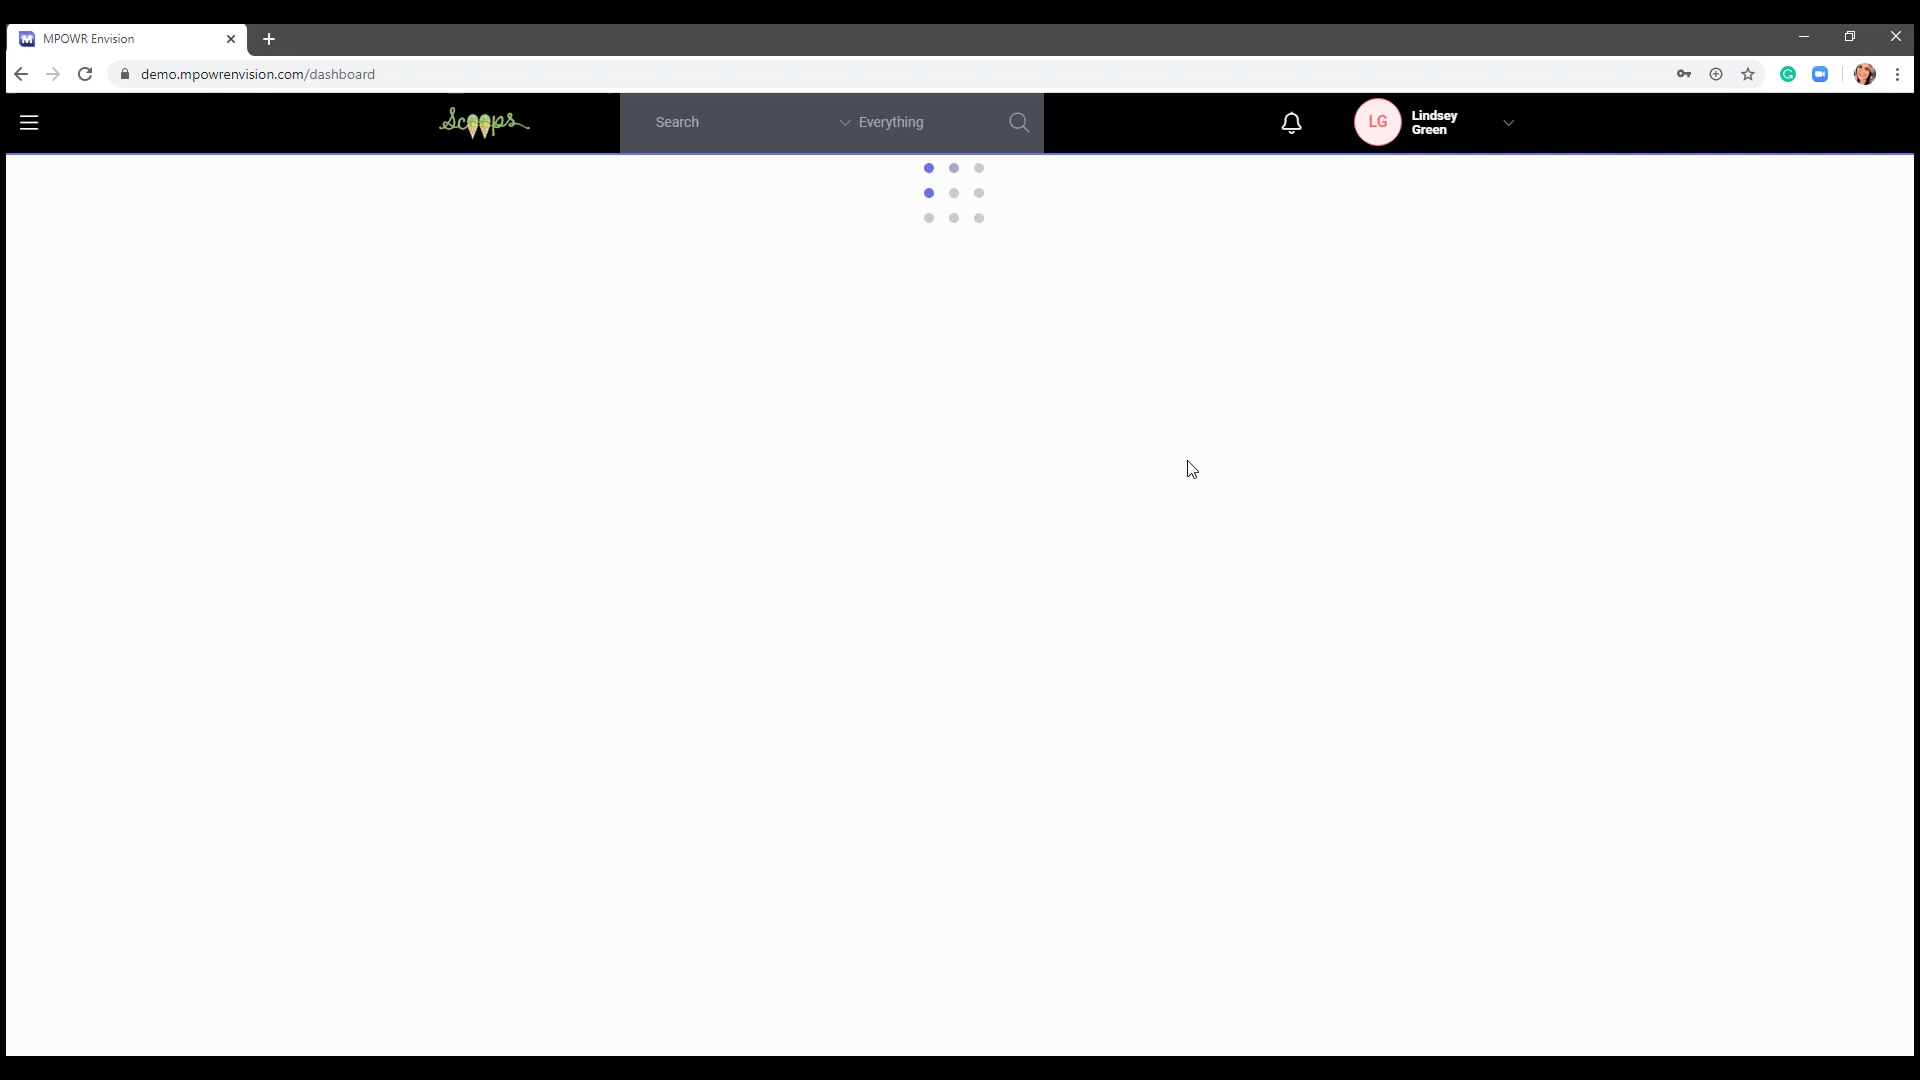 MPOWR Envision
demo.mpowrenvision.com/dashboard
Scoops
Search
Everything
LG
Lindsey
Green